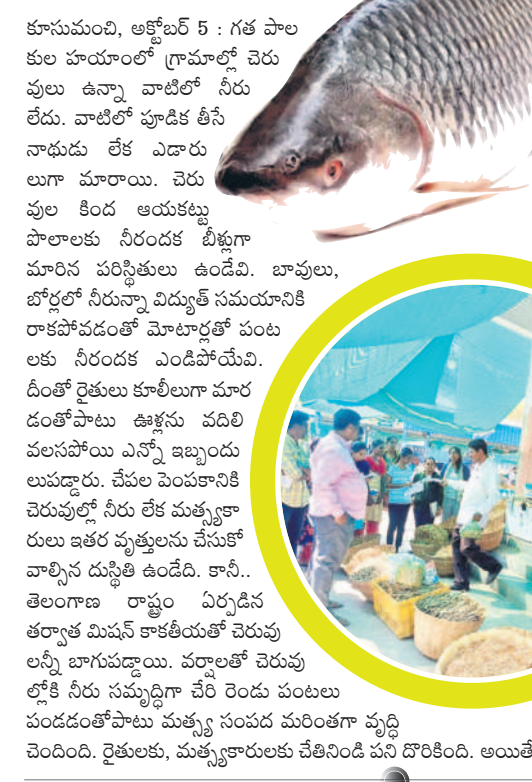 కూసుమంచి, అక్టోబర్ 5 : గత పాల
కుల హయాంలో గ్రామాల్లో చెరు
వులు ఉన్నా వాటిలో నీరు
లేదు. వాటిలో పూడిక తీసే
నాథుడు లేక ఎడారు
లుగా మారాయి. చెరు
వుల కింద ఆయకట్టు
పొలాలకు నీరందక బీళ్లుగా
మారిన పరిస్థితులు ఉండేవి. బావులు,
బోర్లలో నీరున్నా విద్యుత్ సమయానికి
రాకపోవడంతో మోటార్లతో పంట
లకు నీరందక ఎండిపోయేవి.
దీంతో రైతులు కూలీలుగా మార
డంతోపాటు ఊళ్లను వదిలి
వలసపోయి ఎన్నో ఇబ్బందు
లుపడ్డారు. చేపల పెంపకానికి
చెరువుల్లో నీరు లేక మత్స్యకా
రులు ఇతర వృత్తులను చేసుకో
వాల్సిన దుస్థితి ఉండేది. కానీ..
తెలంగాణ రాష్ట్రం ఏర్పడిన
తర్వాత మిషన్ కాకతీయతో చెరువు
లన్నీ బాగుపడ్డాయి. వర్షాలతో చెరువు
ల్లోకి నీరు సమృద్ధిగా చేరి రెండు పంటలు
పండడంతోపాటు మత్స్య సంపద మరింతగా వృద్ధి
చెందింది. రైతులకు, మత్స్యకారులకు చేతినిండి పని దొరికింది. అయితే